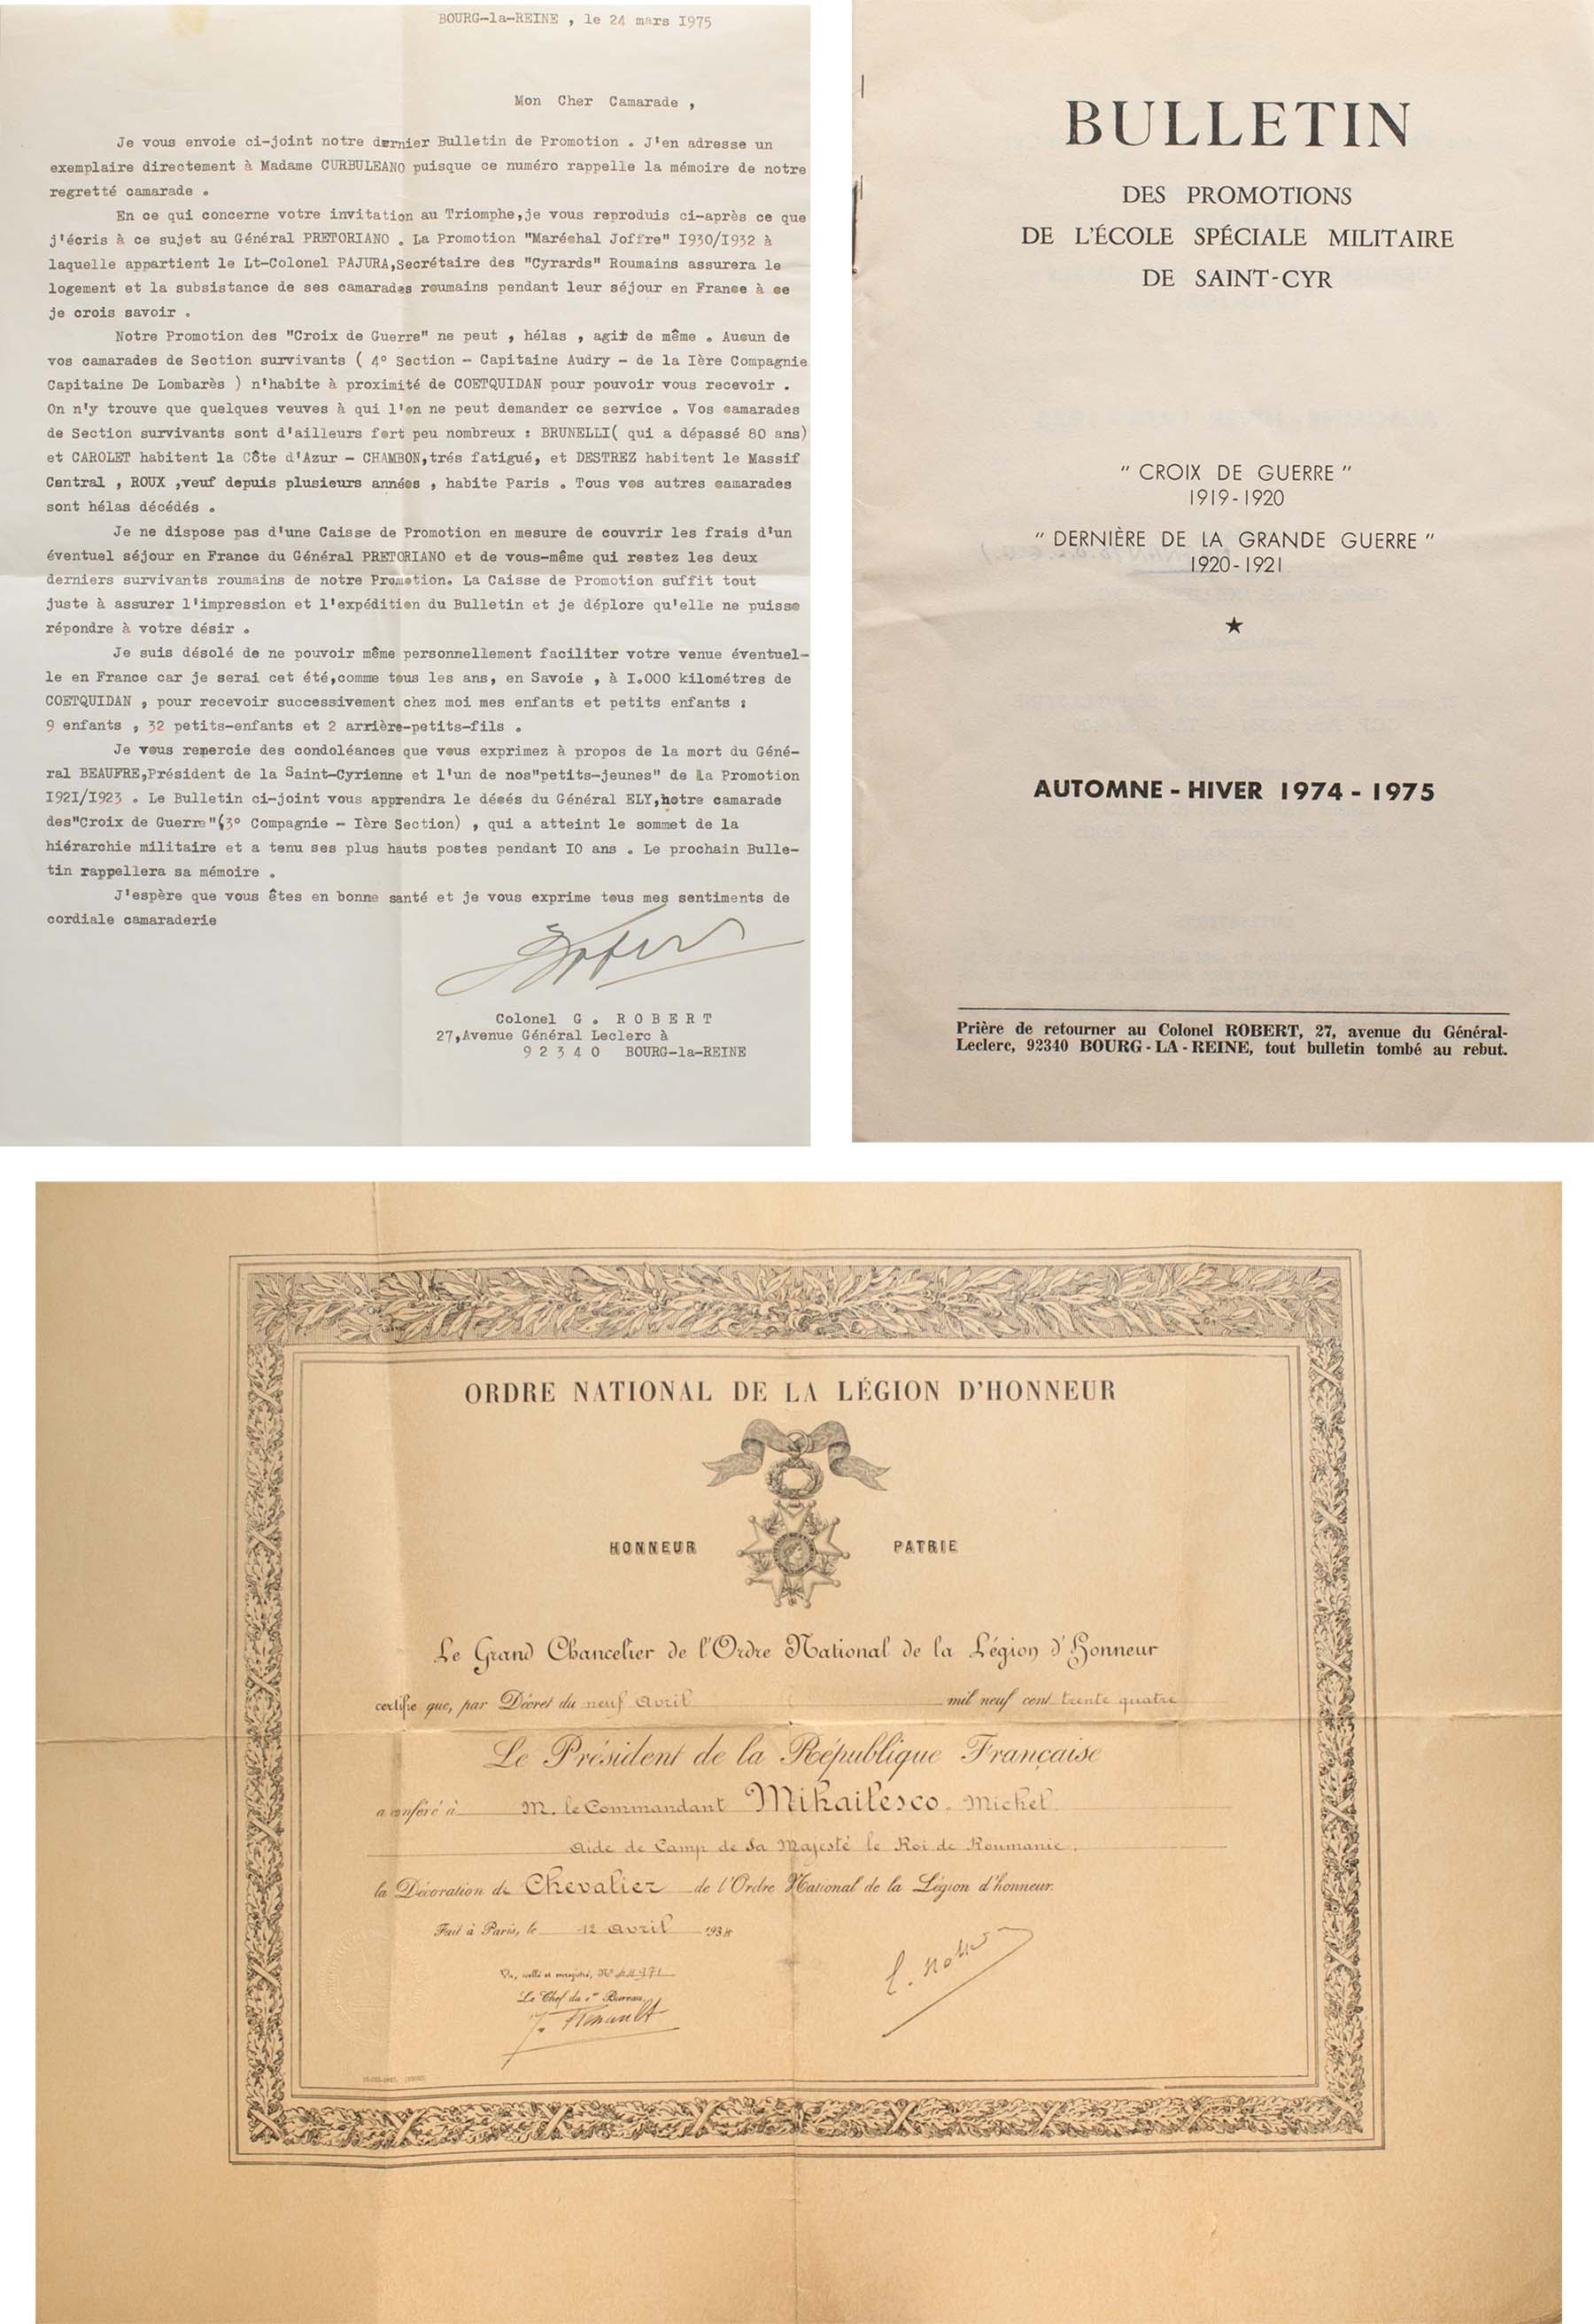 BOURG-la-REINE , le 24 mars I975
Mon Cher Camarade ,
Je vous envoie ci-joint notre dernier Bulletin de Promotion . J'en adresse un
exemplaire directement à Madame CURBULEANO puisque ce numéro rappelle la mémoire de notre
regretté camarade .
En ce qui concerne votre invitation au Triomphe,je vous reproduis ci-après ce que
j'écris à ce sujet au Général PRETORIANO . La Promotion "Maréchal Joffre" I930/I932 à
laquelle appartient le Lt-Colonel PAJURA,Secrétaire des "Cyrards" Roumains assurera le
logement et la subsistance de ses camarades roumains pendant leur séjour en France à ce
je crois savoir .
Notre Promotion des "Croix de Guerre" ne peut , hélas , agir de même . Aucun de
vos camarades de Section survivants ( 4° Section - Capitaine Audry - de la Ière Compagnie
Capitaine De Lombarès ) n'habite à proximité de COETQUIDAN pour pouvoir vous recevoir .
On n'y trouve que quelques veuves à qui l'on ne peut demander ce service . Vos camarades
de Section survivants sont d'ailleurs fort peu nombreux : BRUNELLI( qui a dépassé 80 ans)
et CAROLET habitent la Côte d'Azur - CHAMBON,trés fatigué, et DESTREZ habitent le Massif
Central , ROUX ,veuf depuis plusieurs années , habite Paris . Tous vos autres camarades
sont hélas décédés .
Je ne dispose pas d'une Caisse de Promotion en mesure de couvrir les frais d'un
éventuel séjour en France du Général PRETORIANO et de vous-même qui restez les deux
derniers survivants roumains de notre Promotion. La Caisse de Promotion suffit tout
juste à assurer l'impression et l'expédition du Bulletin et je déplore qu'elle ne puisse
répondre à votre désir .
Je suis désolé de ne pouvoir même personnellement faciliter votre venue éventuel-
le en France car je serai cet été,comme tous les ans, en Savoie , à I.000 kilométres de
COETQUIDAN , pour recevoir successivement chez moi mes enfants et petits enfants :
9 enfants , 32 petits-enfants et 2 arrière-petits-fils .
Je vous remercie des condoléances que vous exprimez à propos de la mort du Géné-
ral BEAUFRE,Président de la Saint-Cyrienne et l'un de nos"petits-jeunes" de la Promotion
I92I/I923 . Le Bulletin ci-joint vous apprendra le décés du Général ELY,notre camarade
des"Croix de Guerre"(3° Compagnie - Ière Section) , qui a atteint le sommet de la
hiérarchie militaire et a tenu ses plus hauts postes pendant IO ans . Le prochain Bulle-
tin rappellera sa mémoire .
J'espère que vous êtes en bonne santé et je vous exprime tous mes sentiments de
cordiale camaraderie
Colonel G . R O B E R T
27,Avenue Général Leclerc à
9 2 3 4 0 BOURG-la-REINE
BULLETIN
DES PROMOTIONS
DE L'ÉCOLE SPÉCIALE MILITAIRE
DE SAINT-CYR
" CROIX DE GUERRE "
1919-1920
" DERNIÈRE DE LA GRANDE GUERRE "
1920-1921
AUTOMNE - HIVER 1974 - 1975
Prière de retourner au Colonel ROBERT, 27, avenue du Général-
Leclerc, 92340 BOURG - LA - REINE, tout bulletin tombé au rebut.
ORDRE NATIONAL DE LA LÉGION D'HONNEUR
HONNEUR PATRIE
Le Grand Chancelier de l'Ordre National de la Légion d'Honneur
certifie que, par Décret du neuf Avril mil neuf cent trente quatre
Le Président de la République Française
a conféré à M. le Commandant Mihailesco Michel
Aide de Camp de Sa Majesté le Roi de Roumanie.
la Décoration de Chevalier de l'Ordre National de la Légion d'honneur.
Fait à Paris, le 12 Avril 1934
Vu, scellé et enregistré, N°
Le Chef du 1er Bureau,
J. Renault